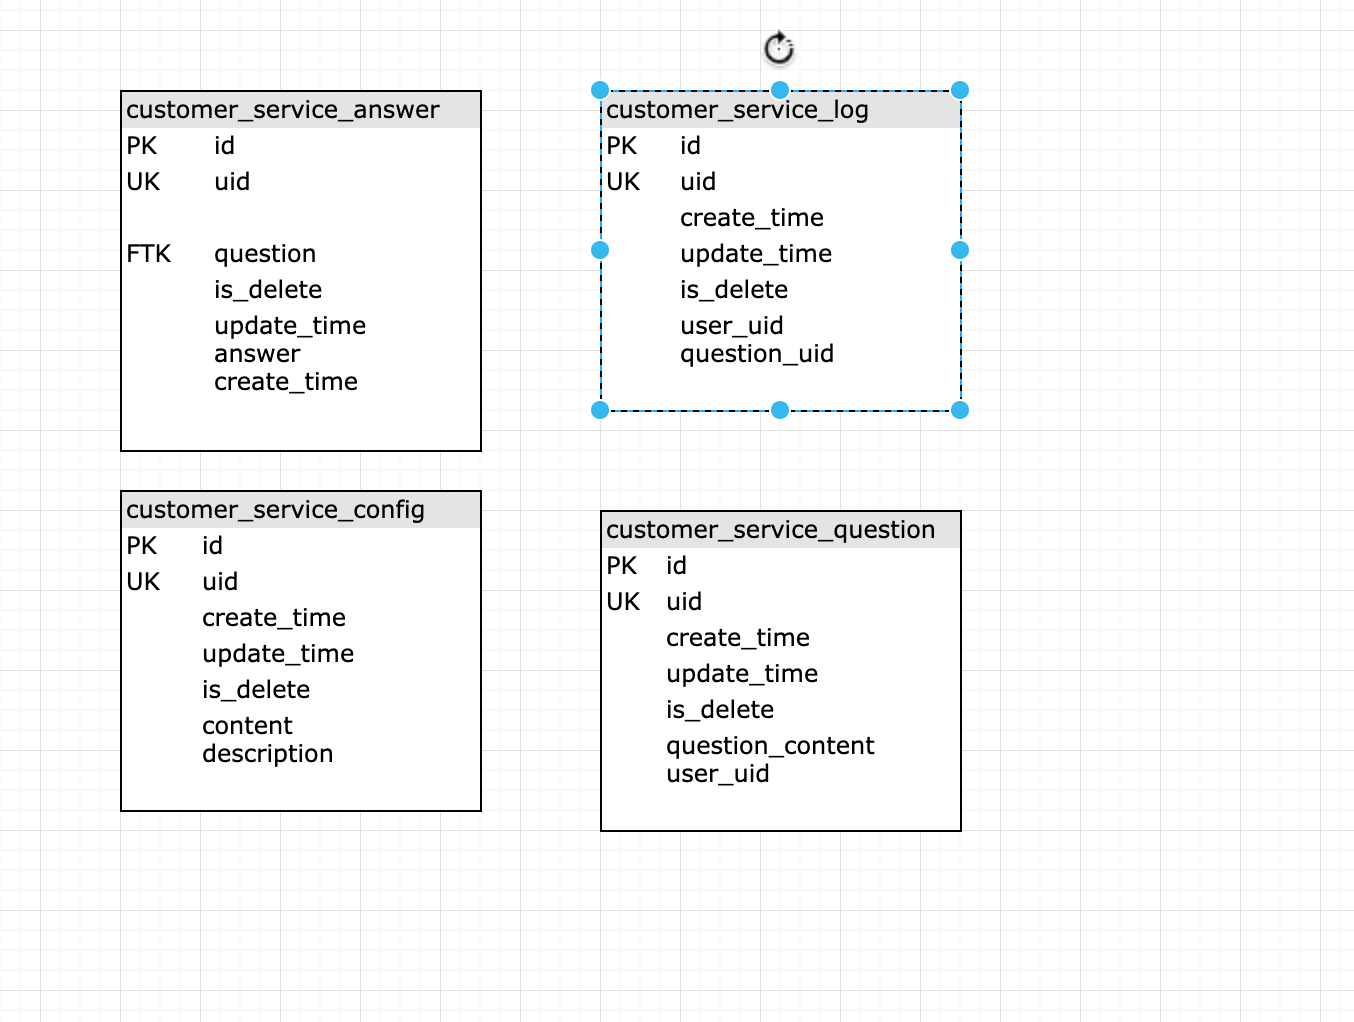 customer_service_answer
PK id
UK uid
FTK question
is_delete
update_time
answer
create_time
customer_service_log
PK id
UK uid
create_time
update_time
is_delete
user_uid
question_uid
customer_service_config
PK id
UK uid
create_time
update_time
is_delete
content
description
customer_service_question
PK id
UK uid
create_time
update_time
is_delete
question_content
user_uid